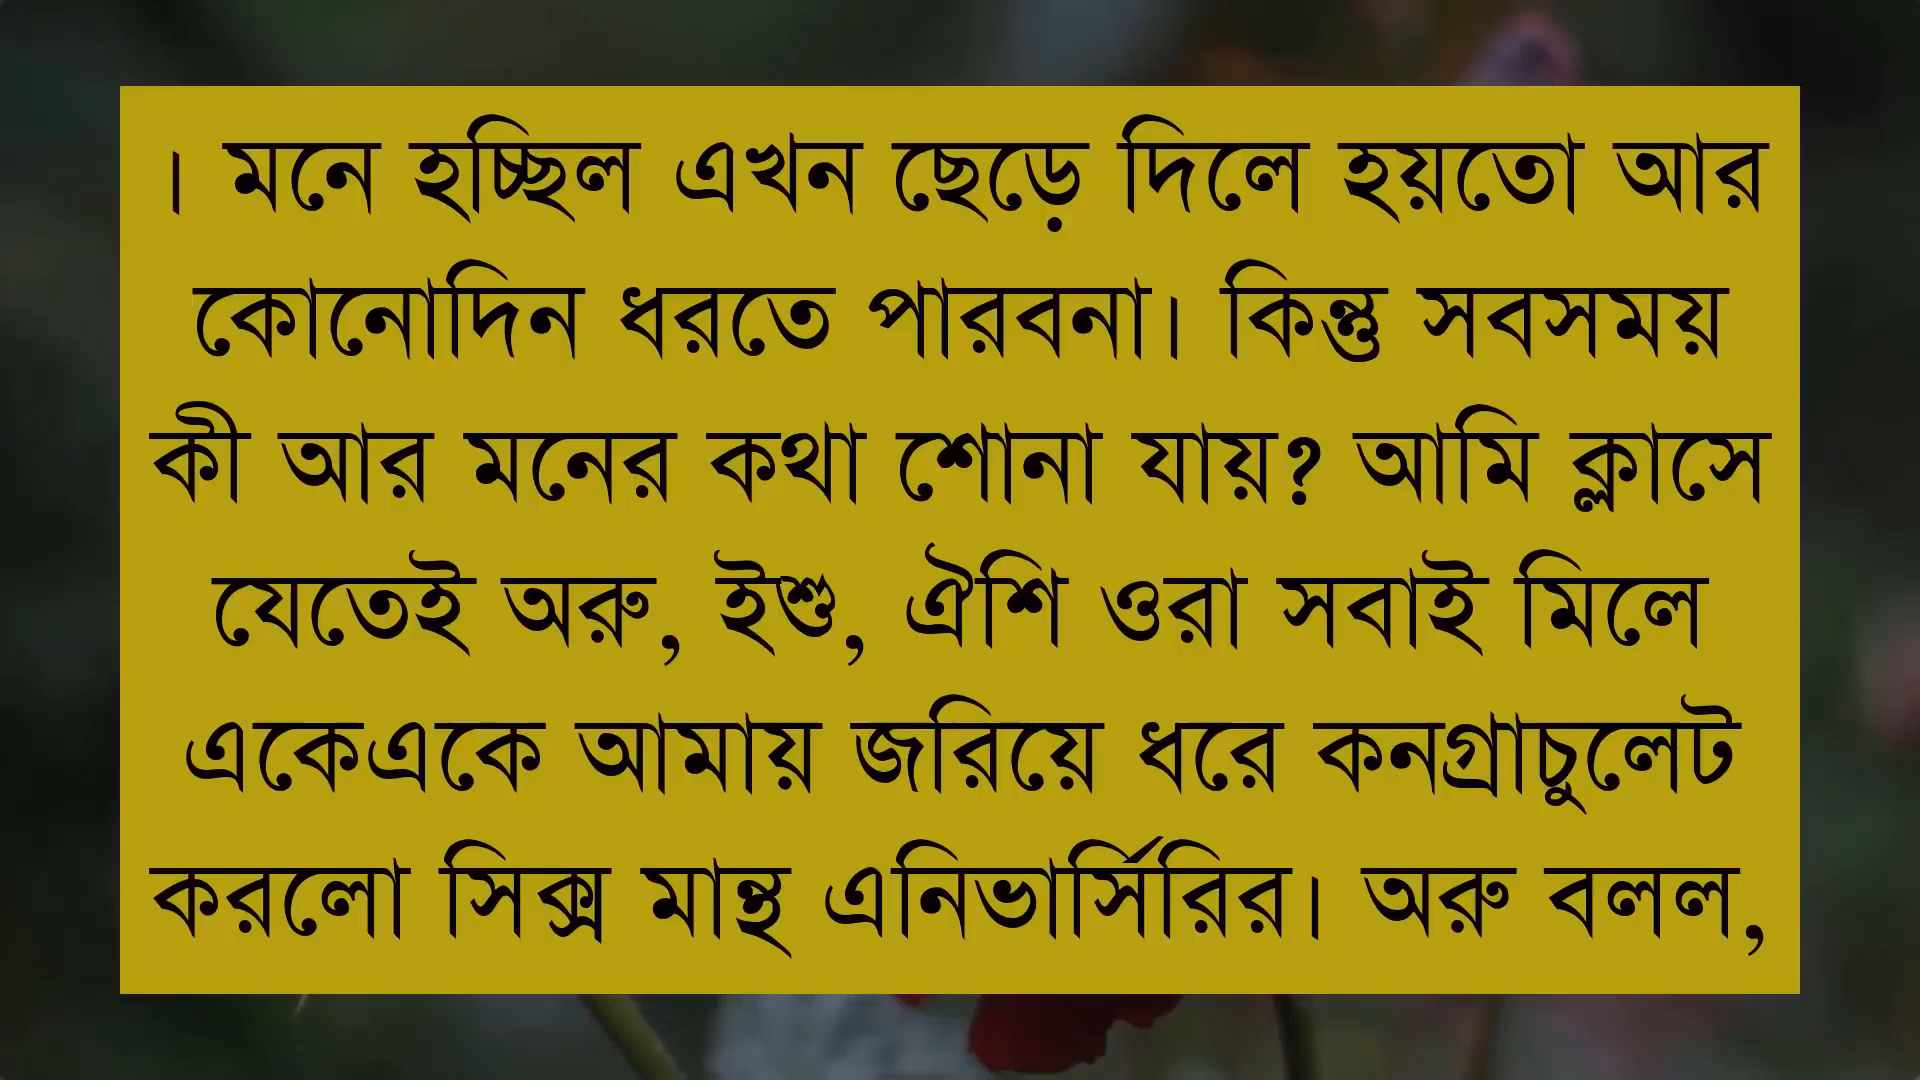 । মনে হচ্ছিল এখন ছেড়ে দিলে হয়তো আর
কোনোদিন ধরতে পারবনা। কিন্তু সবসময়
কী আর মনের কথা শোনা যায়? আমি ক্লাসে
যেতেই অরু, ইশু, ঐশি ওরা সবাই মিলে
একেএকে আমায় জরিয়ে ধরে কনগ্রাচুলেট
করলো সিক্স মান্থ এনিভার্সিরির। অরু বলল,